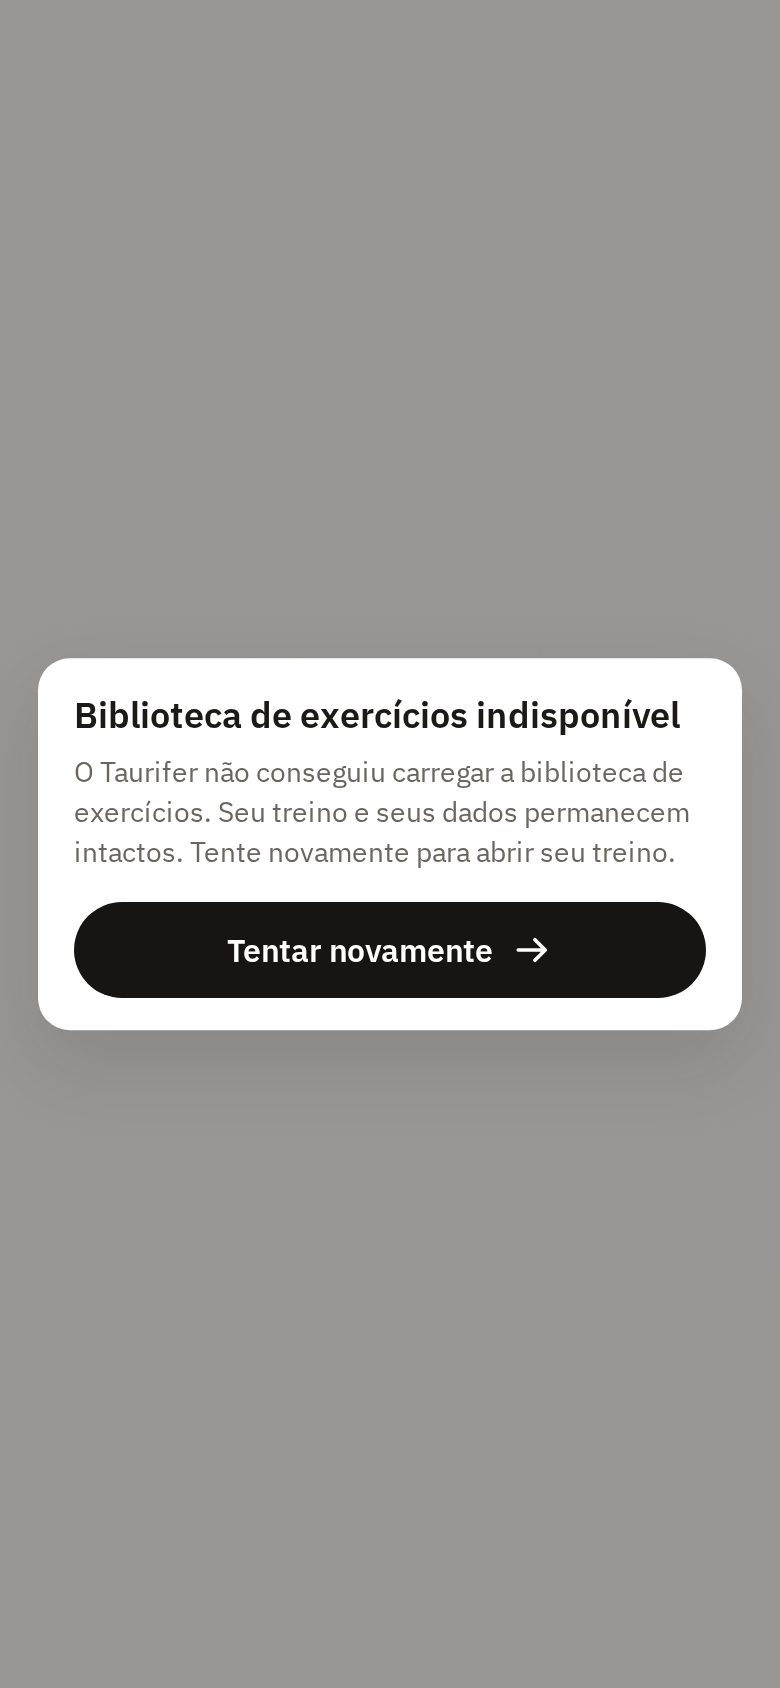 Biblioteca de exercícios indisponível
O Taurifer não conseguiu carregar a biblioteca de
exercícios. Seu treino e seus dados permanecem
intactos. Tente novamente para abrir seu treino.
Tentar novamente →